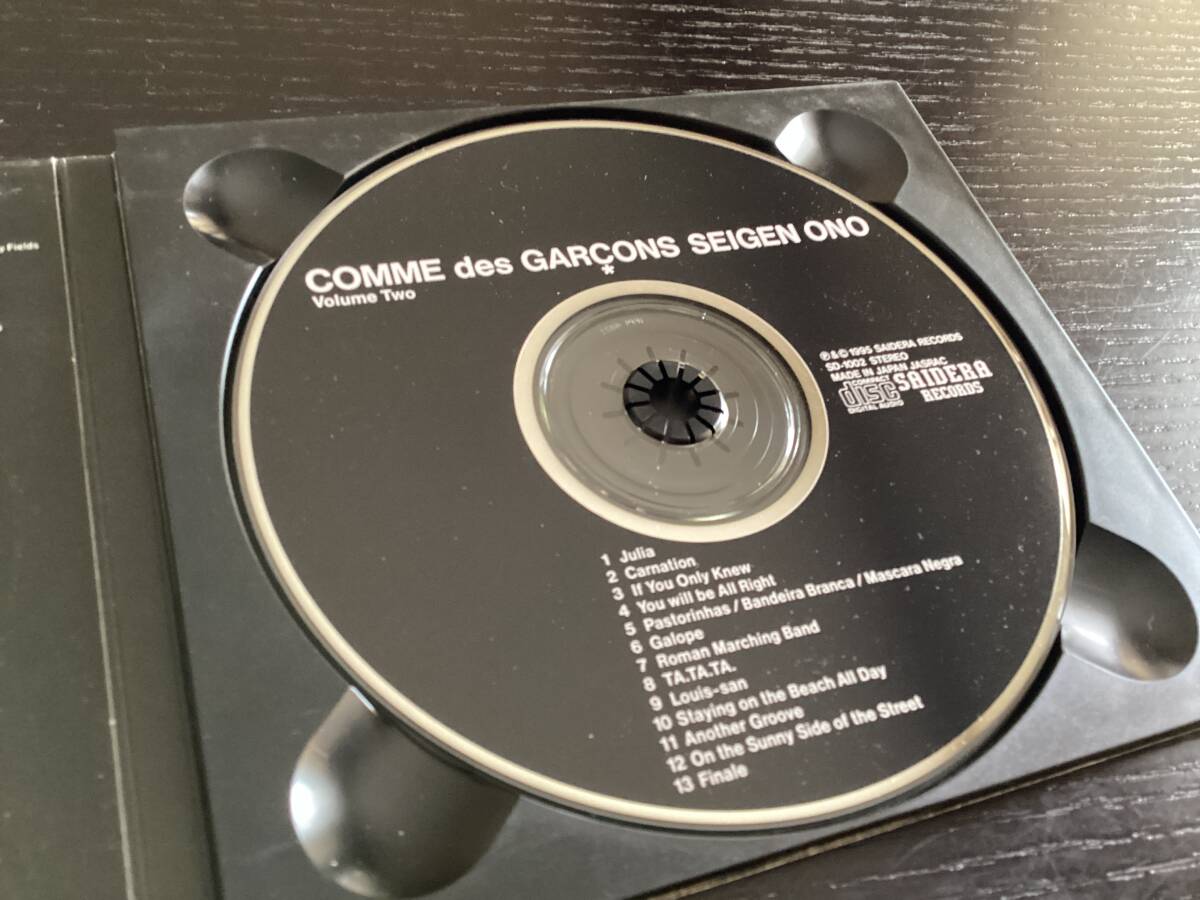 y Fields
COMME des GARÇONS SEIGEN ONO
*
Volume Two
℗&© 1995 SAIDERA RECORDS
SD-1002 STEREO
MADE IN JAPAN JASRAC
COMPACT
disc
DIGITAL AUDIO
SAIDERA
RECORDS
1 Julia
2 Carnation
3 If You Only Knew
4 You will be All Right
5 Pastorinhas / Bandeira Branca / Mascara Negra
6 Galope
7 Roman Marching Band
8 TA.TA.TA.
9 Louis-san
10 Staying on the Beach All Day
11 Another Groove
12 On the Sunny Side of the Street
13 Finale